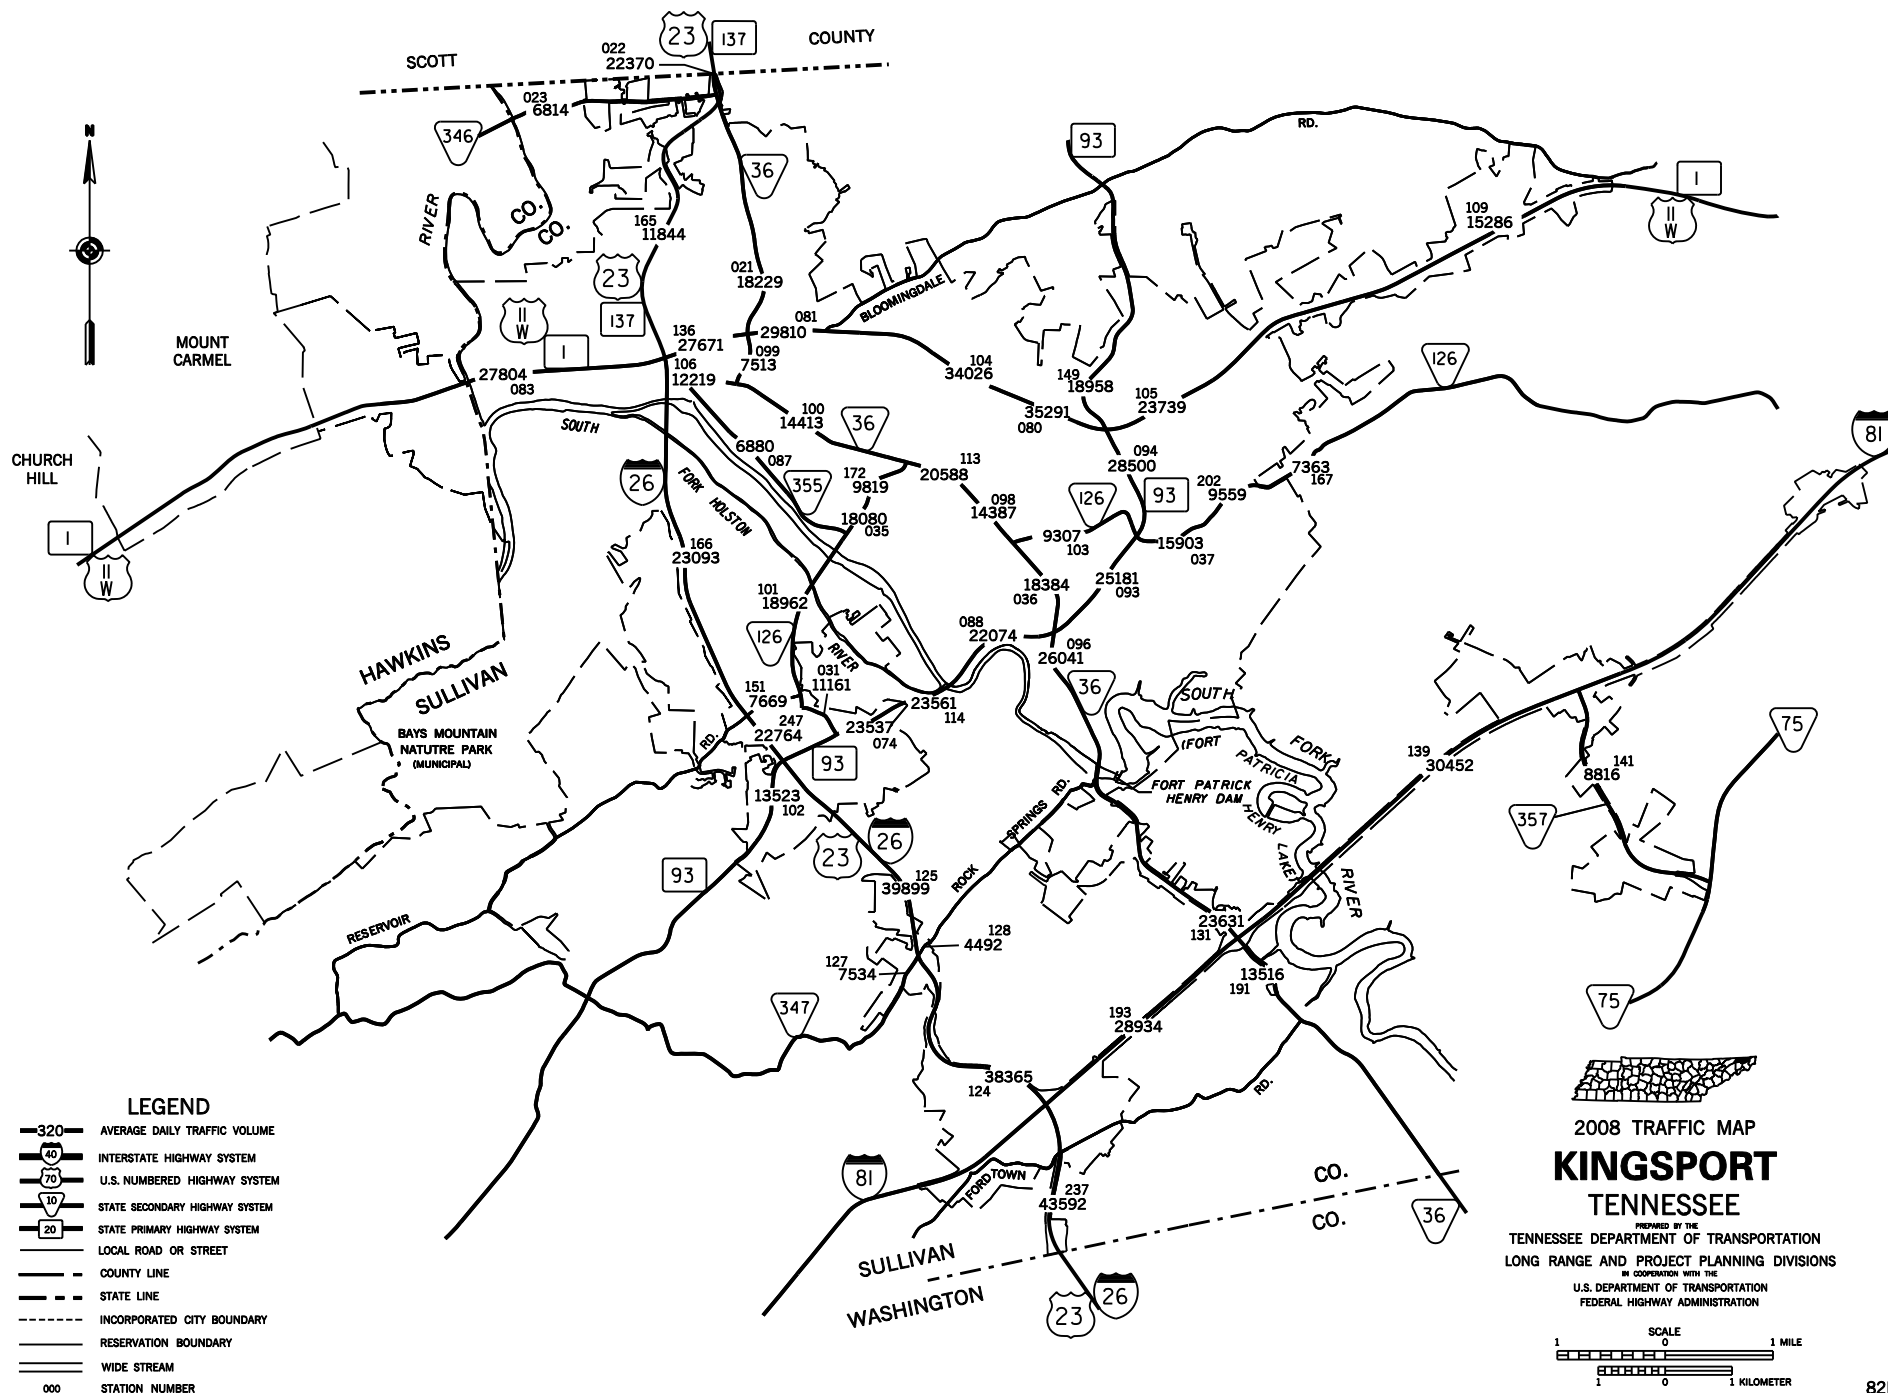 SCOTT
COUNTY
23
137
022
22370
023
6814
346
36
93
RD.
1
11
W
109
15286
N
RIVER
CO.
CO.
165
11844
23
137
021
18229
BLOOMINGDALE
11
W
1
136
27671
081
29810
099
7513
106
12219
27804
083
MOUNT
CARMEL
104
34026
149
18958
105
23739
35291
080
126
100
14413
36
SOUTH
FORK HOLSTON
RIVER
6880
087
355
172
9819
113
20588
094
28500
7363
167
81
CHURCH
HILL
1
11
W
26
098
14387
126
93
202
9559
18080
035
9307
103
15903
037
166
23093
18384
036
25181
093
101
18962
088
22074
096
26041
HAWKINS
SULLIVAN
126
031
11161
151
7669
247
22764
23561
114
23537
074
36
SOUTH
FORK
(FORT
PATRICIA
HENRY
LAKE)
RIVER
FORT PATRICK
HENRY DAM
BAYS MOUNTAIN
NATUTRE PARK
(MUNICIPAL)
RD.
93
13523
102
139
30452
75
141
8816
357
ROCK
SPRINGS
RD.
23
26
93
125
39899
RESERVOIR
128
4492
127
7534
23631
131
13516
191
347
75
193
28934
38365
124
RD.
81
FORDTOWN
237
43592
CO.
CO.
36
SULLIVAN
WASHINGTON
23
26
LEGEND
320 AVERAGE DAILY TRAFFIC VOLUME
40 INTERSTATE HIGHWAY SYSTEM
70 U.S. NUMBERED HIGHWAY SYSTEM
10 STATE SECONDARY HIGHWAY SYSTEM
20 STATE PRIMARY HIGHWAY SYSTEM
LOCAL ROAD OR STREET
COUNTY LINE
STATE LINE
INCORPORATED CITY BOUNDARY
RESERVATION BOUNDARY
WIDE STREAM
000 STATION NUMBER
2008 TRAFFIC MAP
KINGSPORT
TENNESSEE
PREPARED BY THE
TENNESSEE DEPARTMENT OF TRANSPORTATION
LONG RANGE AND PROJECT PLANNING DIVISIONS
IN COOPERATION WITH THE
U.S. DEPARTMENT OF TRANSPORTATION
FEDERAL HIGHWAY ADMINISTRATION
SCALE
1 0 1 MILE
1 0 1 KILOMETER